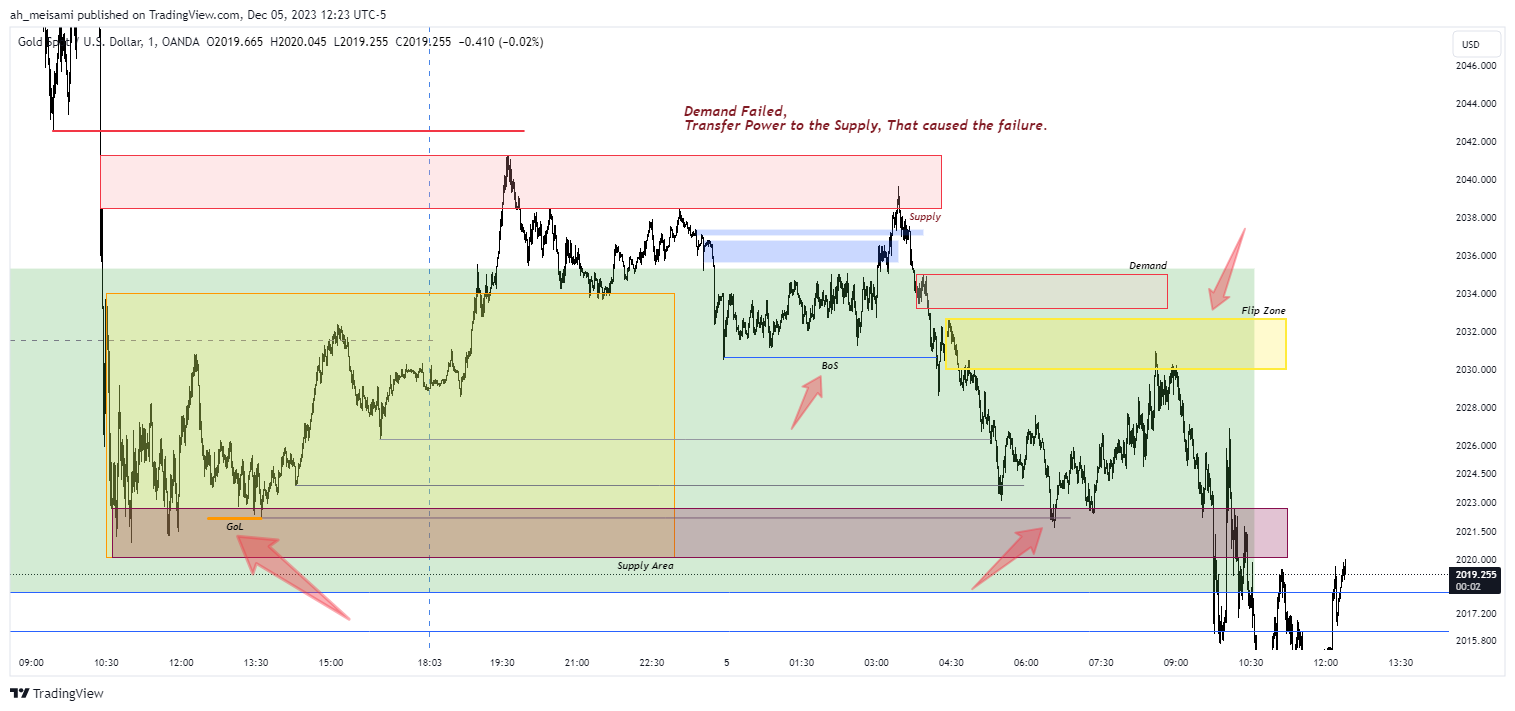 ah_meisami published on TradingView.com, Dec 05, 2023 12:23 UTC-5
Gold Spot / U.S. Dollar, 1, OANDA O2019.665 H2020.045 L2019.255 C2019.255 −0.410 (−0.02%)
USD
2046.000
2044.000
2042.000
2040.000
2038.000
2036.000
2034.000
2032.000
2030.000
2028.000
2026.000
2024.500
2023.000
2021.500
2020.000
2019.255
00:02
2017.200
2015.800
Demand Failed,
Transfer Power to the Supply, That caused the failure.
Supply
Demand
Flip Zone
BoS
GoL
Supply Area
09:00 10:30 12:00 13:30 15:00 18:03 19:30 21:00 22:30 5 01:30 03:00 04:30 06:00 07:30 09:00 10:30 12:00 13:30
TradingView